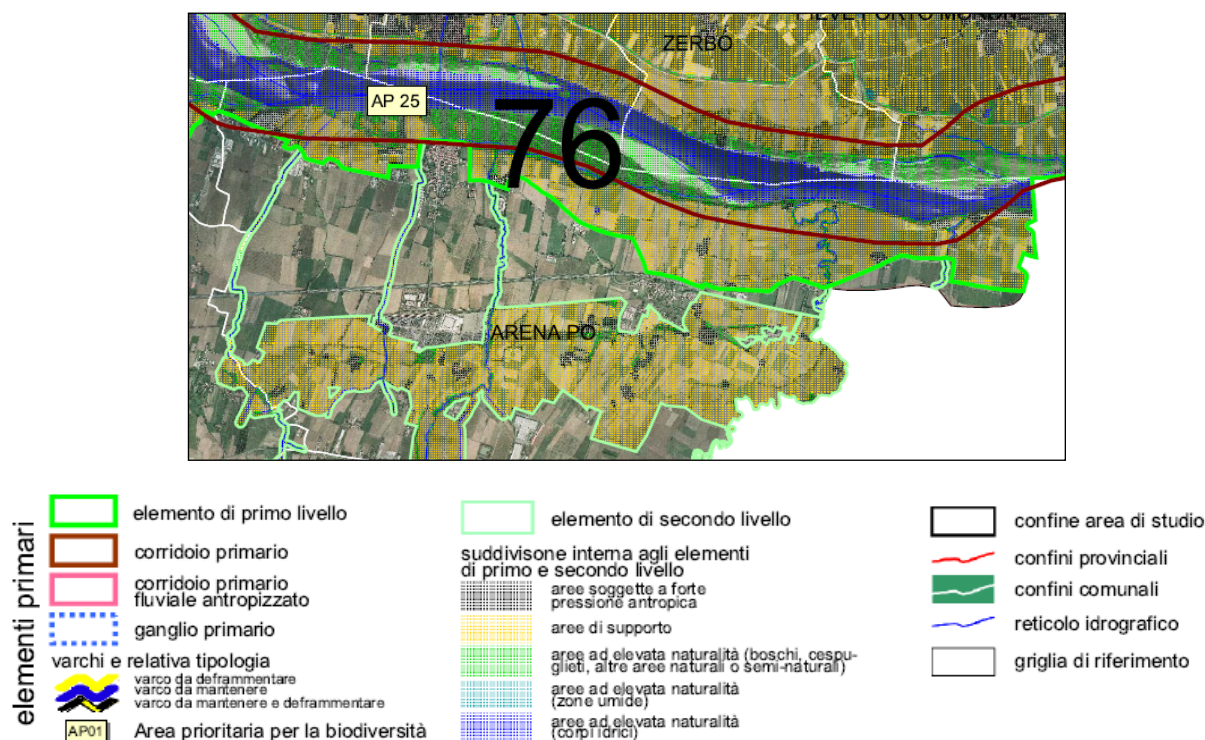 PIEVE PORTO MORONE
ZERBO
AP 25
76
ARENA PO
elementi primari
elemento di primo livello
corridoio primario
corridoio primario
fluviale antropizzato
ganglio primario
varchi e relativa tipologia
varco da deframmentare
varco da mantenere
varco da mantenere e deframmentare
AP01
Area prioritaria per la biodiversità
elemento di secondo livello
suddivisone interna agli elementi
di primo e secondo livello
aree soggette a forte
pressione antropica
aree di supporto
aree ad elevata naturalità (boschi, cespu-
glieti, altre aree naturali o semi-naturali)
aree ad elevata naturalità
(zone umide)
aree ad elevata naturalità
(corpi idrici)
confine area di studio
confini provinciali
confini comunali
reticolo idrografico
griglia di riferimento